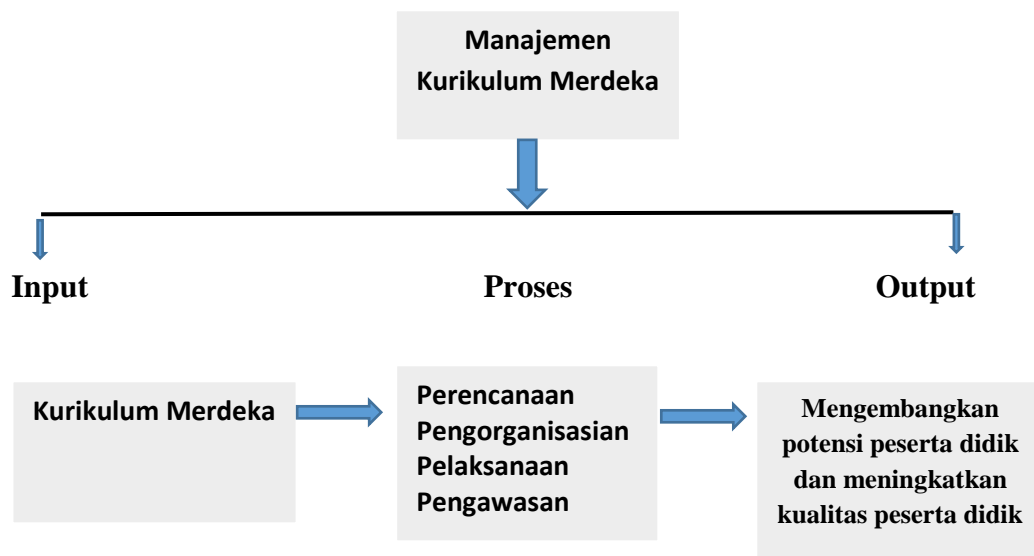 Manajemen
Kurikulum Merdeka
Input
Proses
Output
Kurikulum Merdeka
Perencanaan
Pengorganisasian
Pelaksanaan
Pengawasan
Mengembangkan
potensi peserta didik
dan meningkatkan
kualitas peserta didik